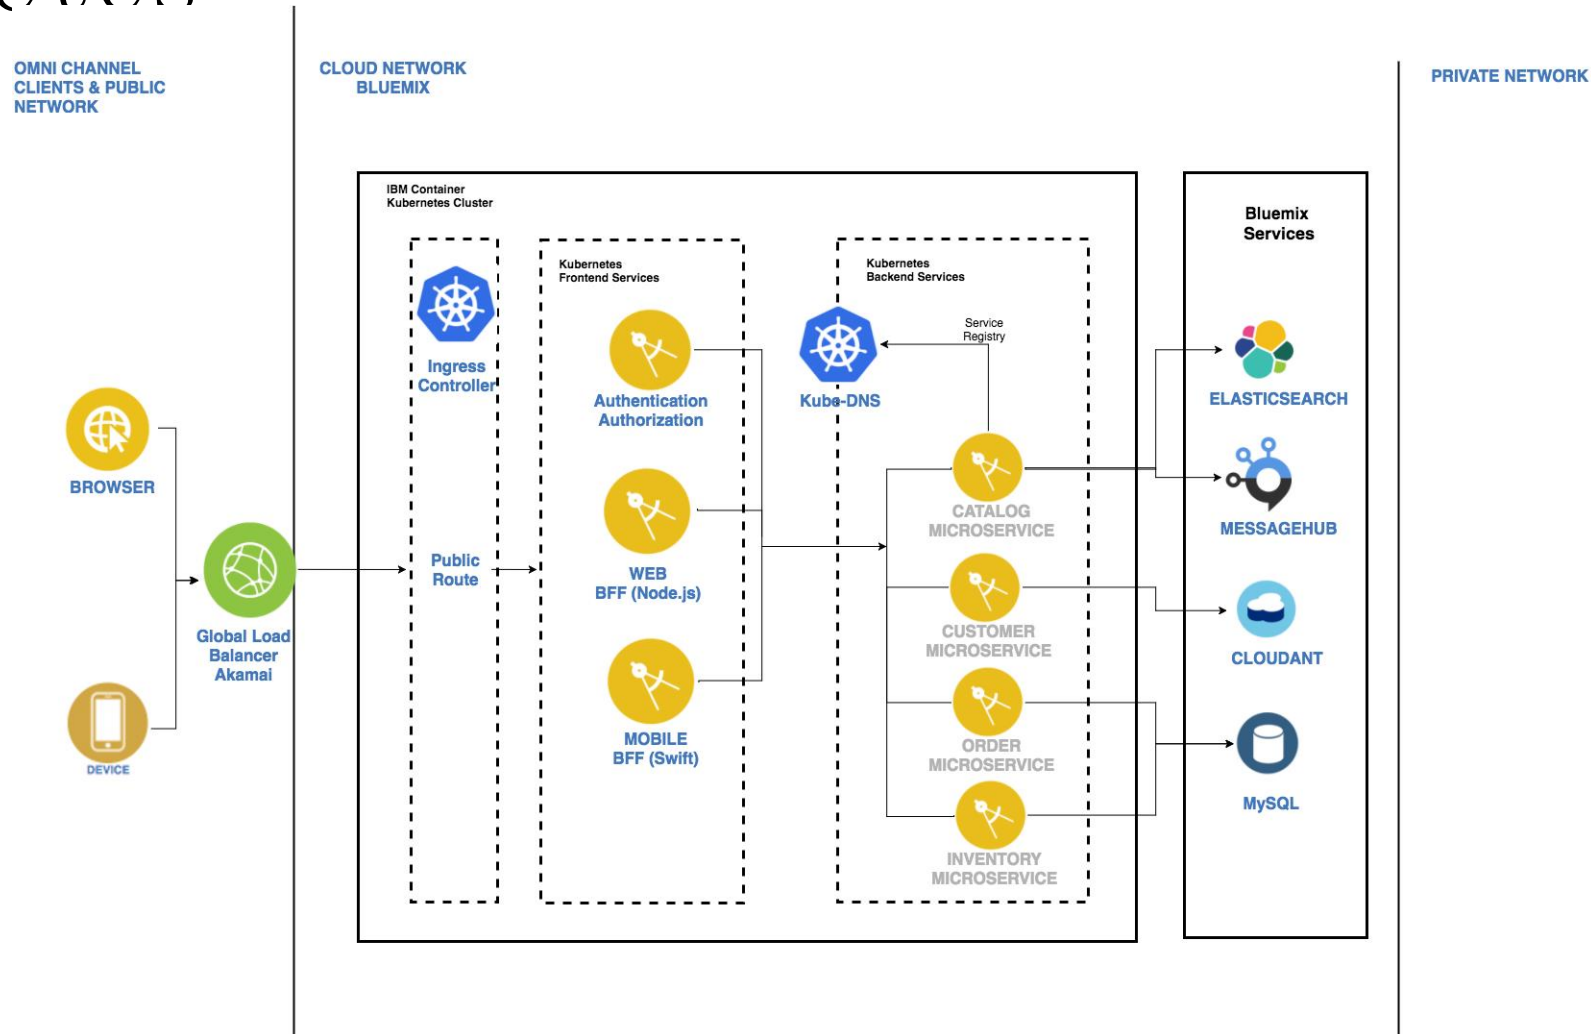 OMNI CHANNEL
CLIENTS & PUBLIC
NETWORK
CLOUD NETWORK
BLUEMIX
PRIVATE NETWORK
IBM Container
Kubernetes Cluster
Ingress
Controller
Public
Route
Kubernetes
Frontend Services
Authentication
Authorization
WEB
BFF (Node.js)
MOBILE
BFF (Swift)
Kubernetes
Backend Services
Kube-DNS
Service
Registry
CATALOG
MICROSERVICE
CUSTOMER
MICROSERVICE
ORDER
MICROSERVICE
INVENTORY
MICROSERVICE
Bluemix
Services
ELASTICSEARCH
MESSAGEHUB
CLOUDANT
MySQL
BROWSER
Global Load
Balancer
Akamai
DEVICE